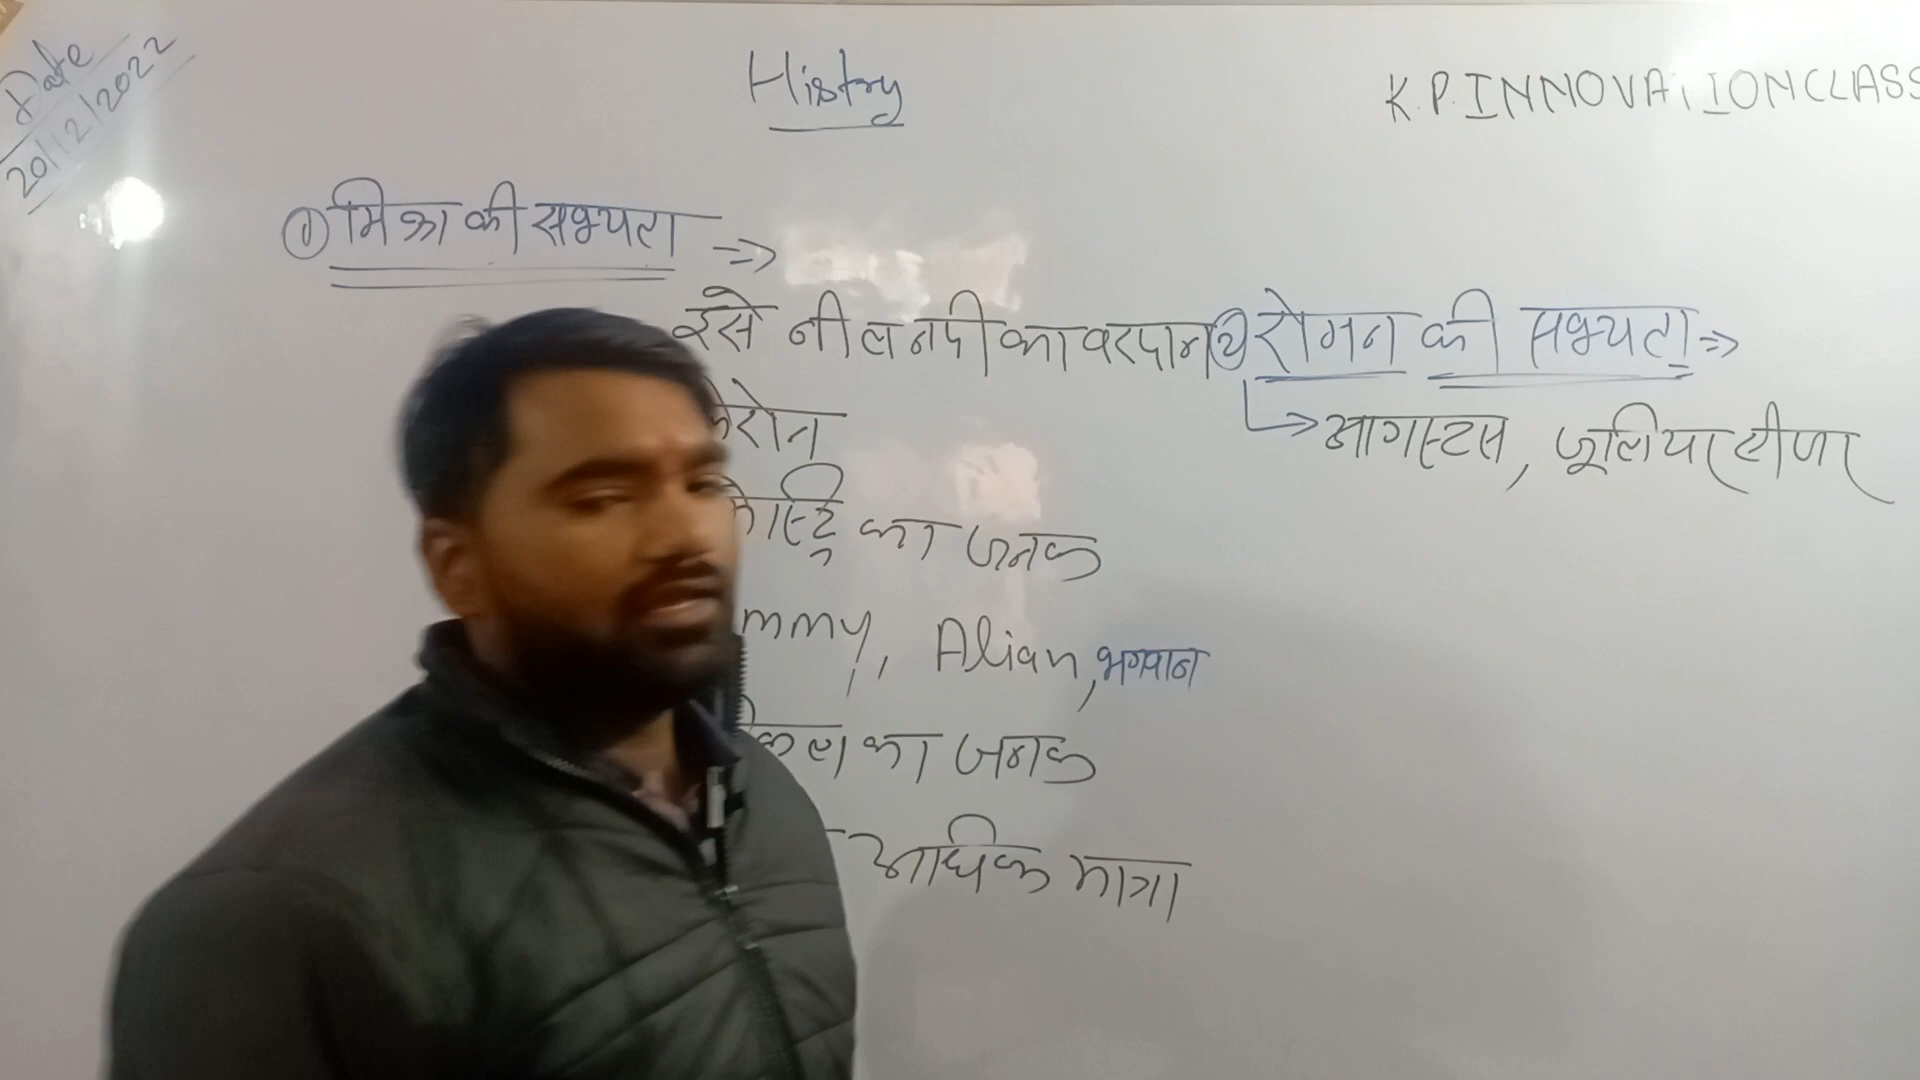 Date
20/12/2022
History
K.P.INNOVATIONCLASS
① मिस्र की सभ्यता =>
इसे नील नदी का वरदान
फेरोन
का जनक
mmy, Alian, भगवान
का जनक
अधिक मात्रा
② रोमन की सभ्यता =>
आगस्टस, जूलियस सीजर